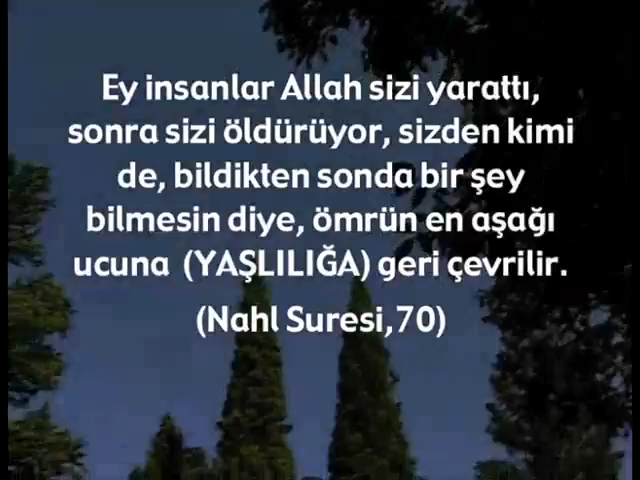 Ey insanlar Allah sizi yarattı,
sonra sizi öldürüyor, sizden kimi
de, bildikten sonda bir şey
bilmesin diye, ömrün en aşağı
ucuna (YAŞLILIĞA) geri çevrilir.
(Nahl Suresi,70)